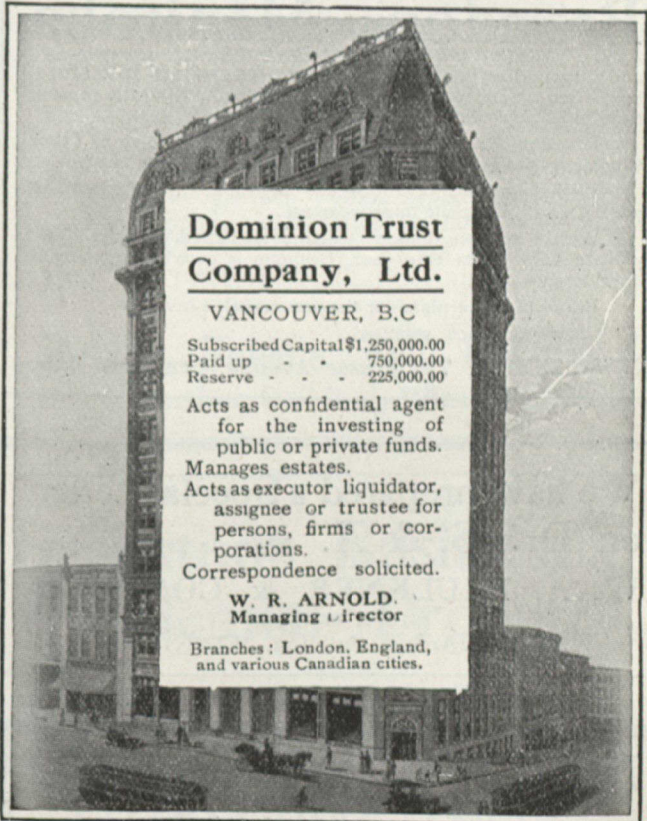 Dominion Trust
Company, Ltd.
VANCOUVER, B.C
Subscribed Capital $1,250,000.00
Paid up - - 750,000.00
Reserve - - - 225,000.00
Acts as confidential agent
for the investing of
public or private funds.
Manages estates.
Acts as executor liquidator,
assignee or trustee for
persons, firms or cor-
porations.
Correspondence solicited.
W. R. ARNOLD.
Managing Director
Branches: London. England,
and various Canadian cities.